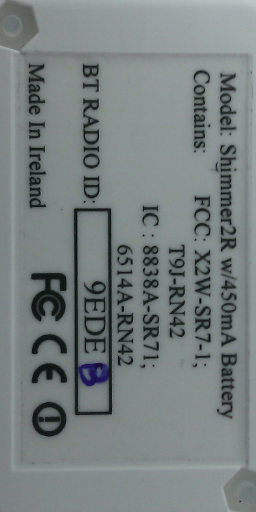 Model: Shimmer2R w/450mA Battery
Contains: FCC: X2W-SR7-1;
T9J-RN42
IC : 8838A-SR71;
6514A-RN42
BT RADIO ID: 9EDE B
Made In Ireland FC CE